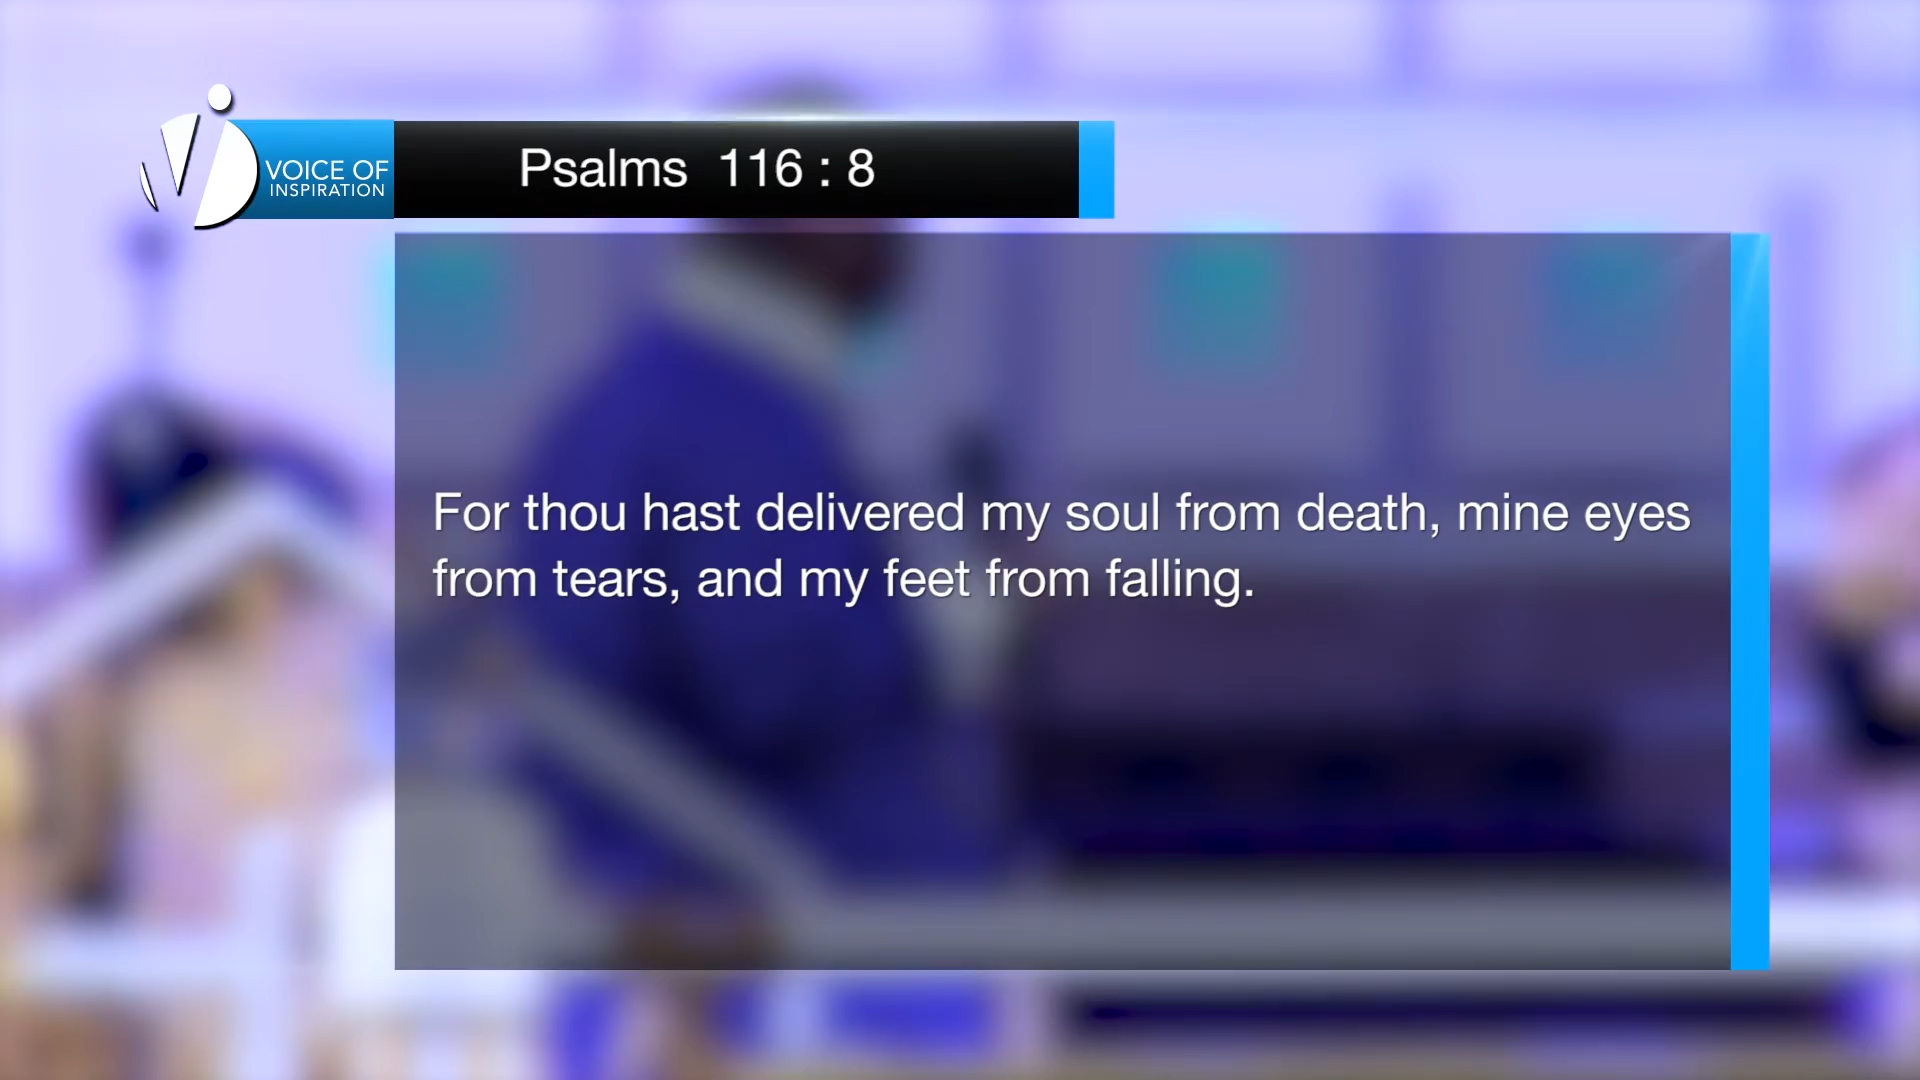 VOICE OF
INSPIRATION
Psalms 116 : 8
For thou hast delivered my soul from death, mine eyes
from tears, and my feet from falling.